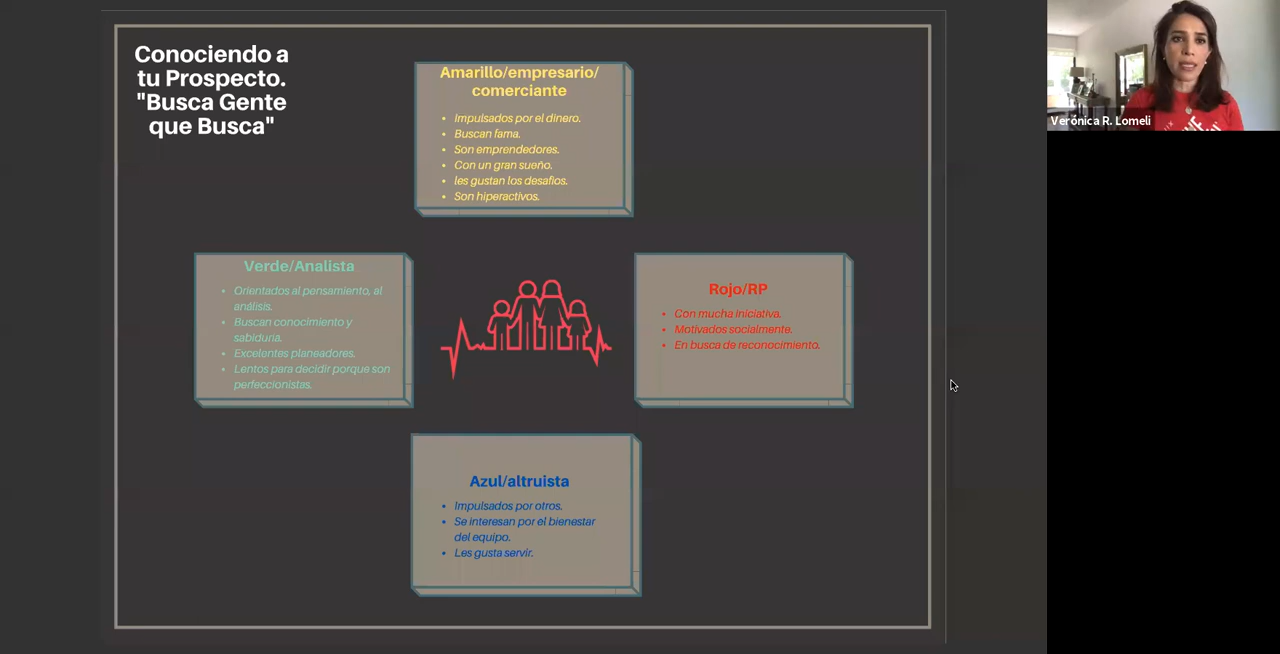 Conociendo a
tu Prospecto.
"Busca Gente
que Busca"
Amarillo/empresario/
comerciante
• Impulsados por el dinero.
• Buscan fama.
• Son emprendedores.
• Con un gran sueño.
• les gustan los desafios.
• Son hiperactivos.
Verde/Analista
• Orientados al pensamiento, al
análisis.
• Buscan conocimiento y
sabiduria.
• Excelentes planeadores.
• Lentos para decidir porque son
perfeccionistas.
Rojo/RP
• Con mucha iniciativa.
• Motivados socialmente.
• En busca de reconocimiento.
Azul/altruista
• Impulsados por otros.
• Se interesan por el bienestar
del equipo.
• Les gusta servir.
Verónica R. Lomelí